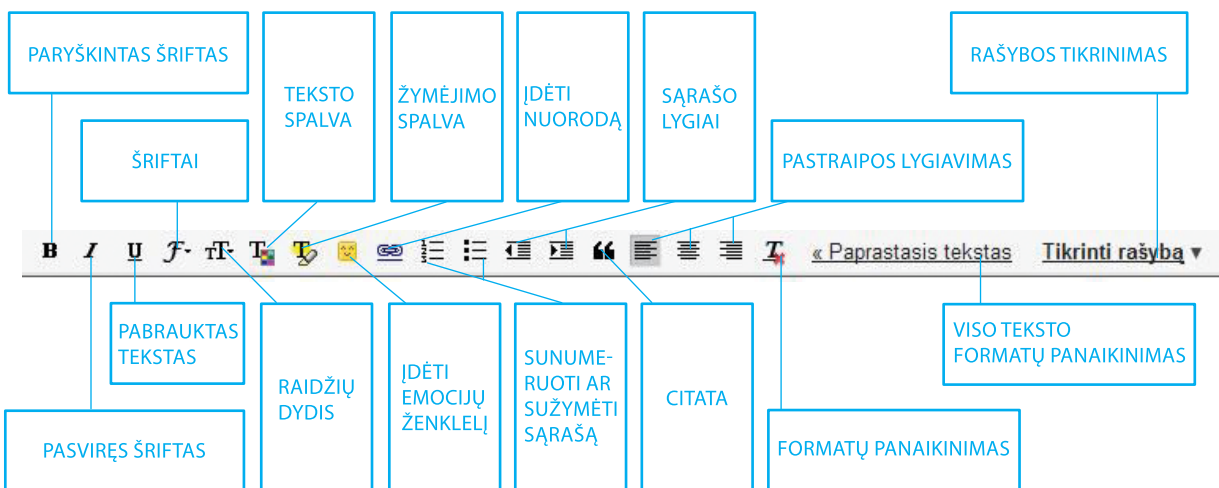 PARYŠKINTAS ŠRIFTAS
RAŠYBOS TIKRINIMAS
TEKSTO
SPALVA
ŽYMĖJIMO
SPALVA
ĮDĖTI
NUORODĄ
SĄRAŠO
LYGIAI
ŠRIFTAI
PASTRAIPOS LYGIAVIMAS
« Paprastasis tekstas
Tikrinti rašybą ▾
PABRAUKTAS
TEKSTAS
RAIDŽIŲ
DYDIS
ĮDĖTI
EMOCIJŲ
ŽENKLELĮ
SUNUME-
RUOTI AR
SUŽYMĖTI
SĄRAŠĄ
CITATA
VISO TEKSTO
FORMATŲ PANAIKINIMAS
PASVIRĘS ŠRIFTAS
FORMATŲ PANAIKINIMAS